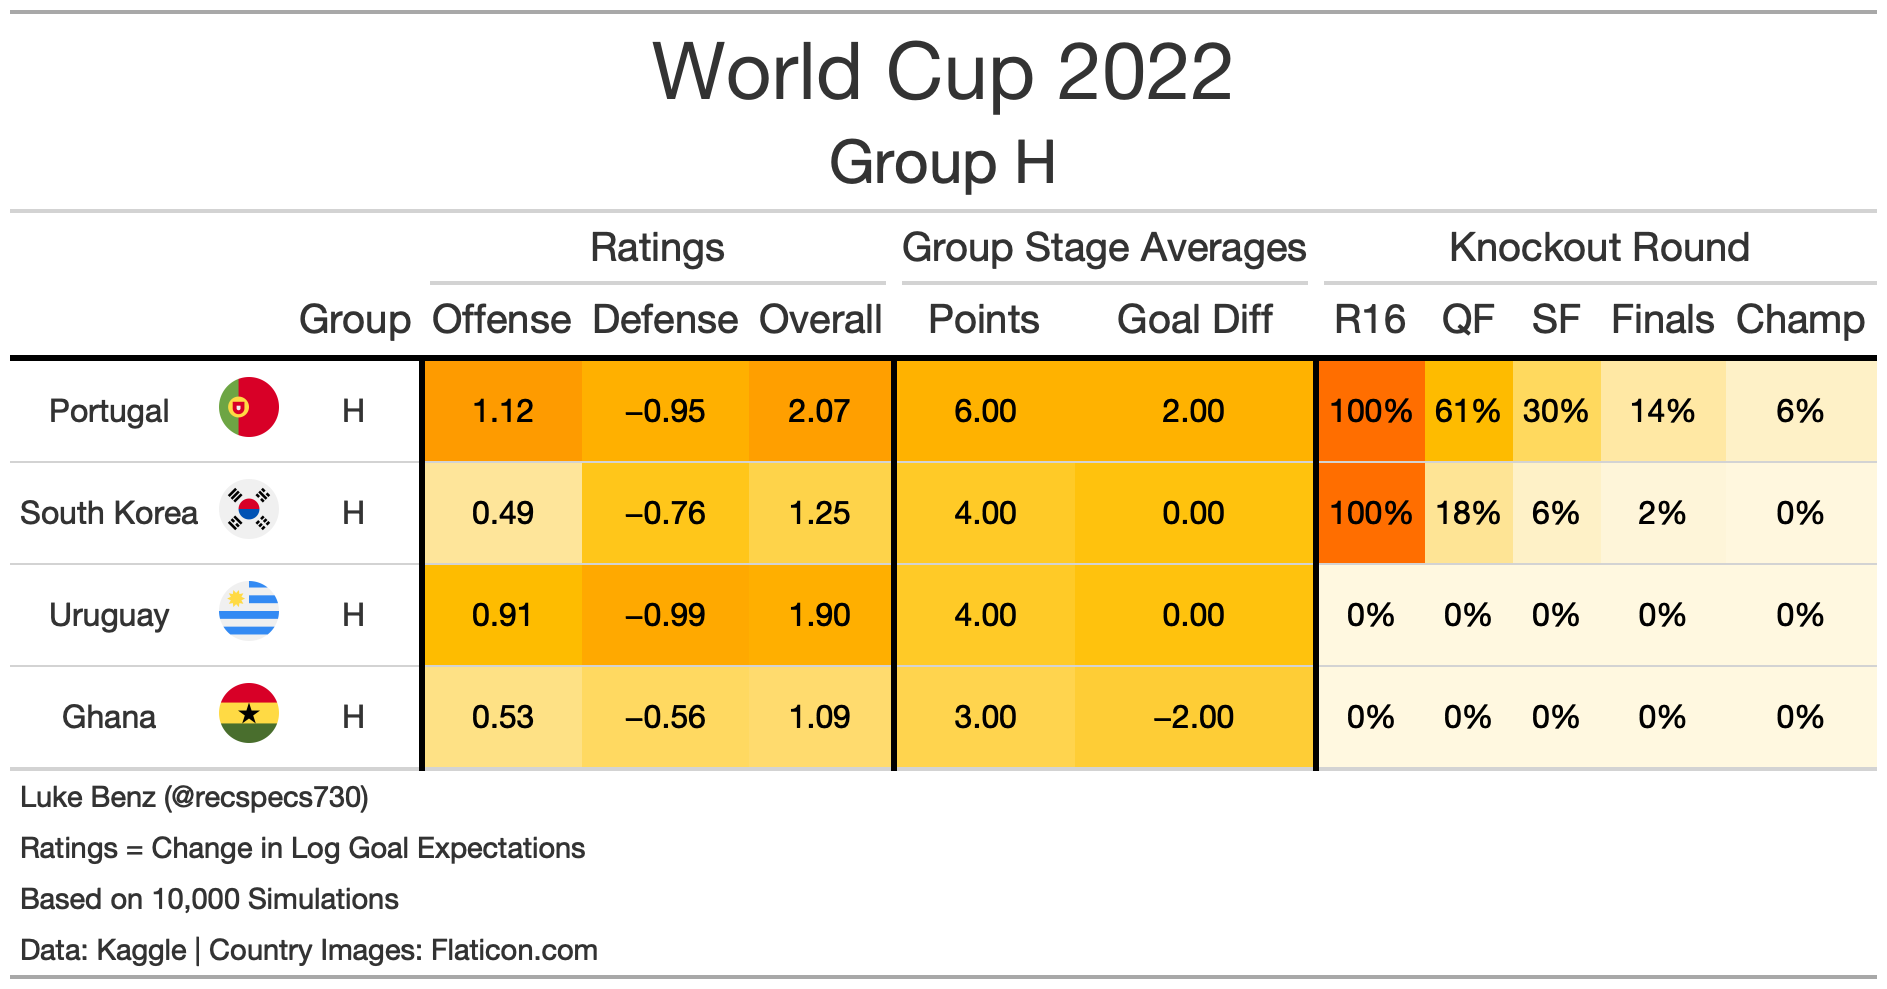 World Cup 2022
Group H
Ratings Group Stage Averages Knockout Round
Group Offense Defense Overall Points Goal Diff R16 QF SF Finals Champ
Portugal H 1.12 −0.95 2.07 6.00 2.00 100% 61% 30% 14% 6%
South Korea H 0.49 −0.76 1.25 4.00 0.00 100% 18% 6% 2% 0%
Uruguay H 0.91 −0.99 1.90 4.00 0.00 0% 0% 0% 0% 0%
Ghana H 0.53 −0.56 1.09 3.00 −2.00 0% 0% 0% 0% 0%
Luke Benz (@recspecs730)
Ratings = Change in Log Goal Expectations
Based on 10,000 Simulations
Data: Kaggle | Country Images: Flaticon.com